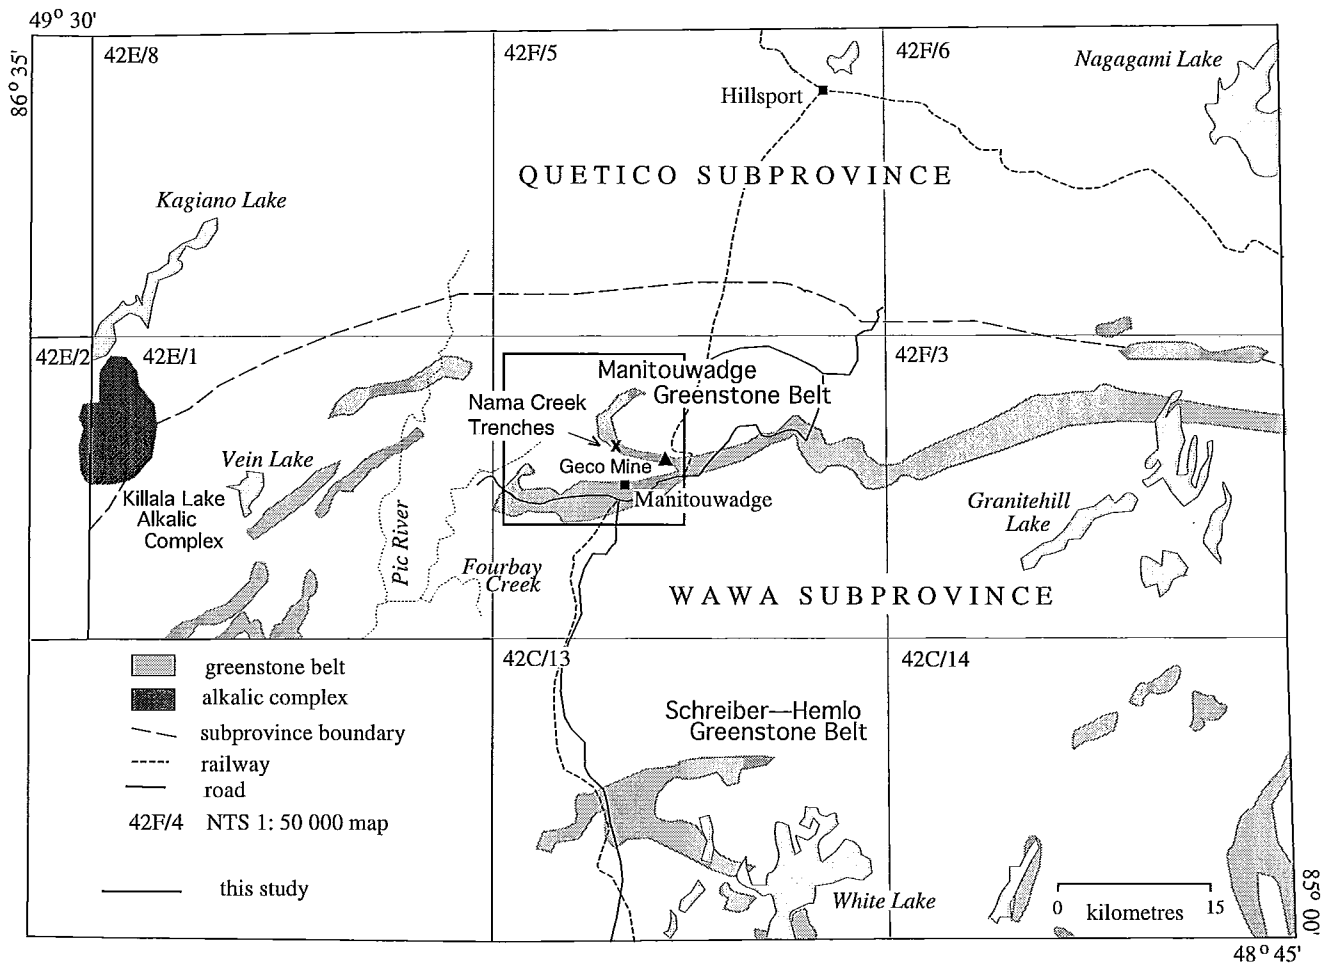 49° 30'
86° 35'
42E/8
42F/5
42F/6
Nagagami Lake
Hillsport
QUETICO SUBPROVINCE
Kagiano Lake
42E/2
42E/1
42F/3
Manitouwadge
Greenstone Belt
Nama Creek
Trenches
X
Geco Mine
Vein Lake
Killala Lake
Alkalic
Complex
Manitouwadge
Granitehill
Lake
Pic River
Fourbay
Creek
WAWA SUBPROVINCE
42C/13
42C/14
greenstone belt
alkalic complex
subprovince boundary
railway
road
42F/4 NTS 1: 50 000 map
this study
Schreiber—Hemlo
Greenstone Belt
White Lake
0 kilometres 15
85° 00'
48° 45'